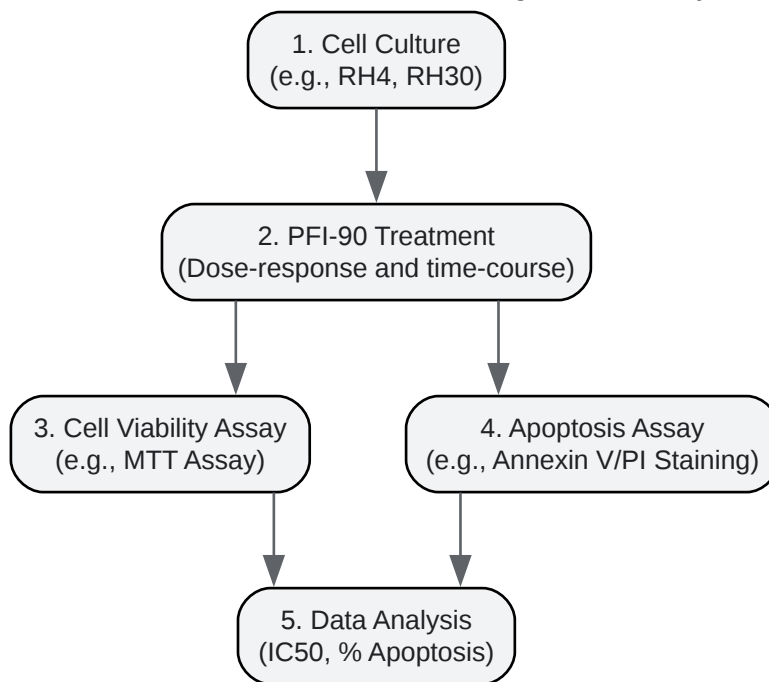 1. Cell Culture
(e.g., RH4, RH30)
2. PFI-90 Treatment
(Dose-response and time-course)
3. Cell Viability Assay
(e.g., MTT Assay)
4. Apoptosis Assay
(e.g., Annexin V/PI Staining)
5. Data Analysis
(IC50, % Apoptosis)